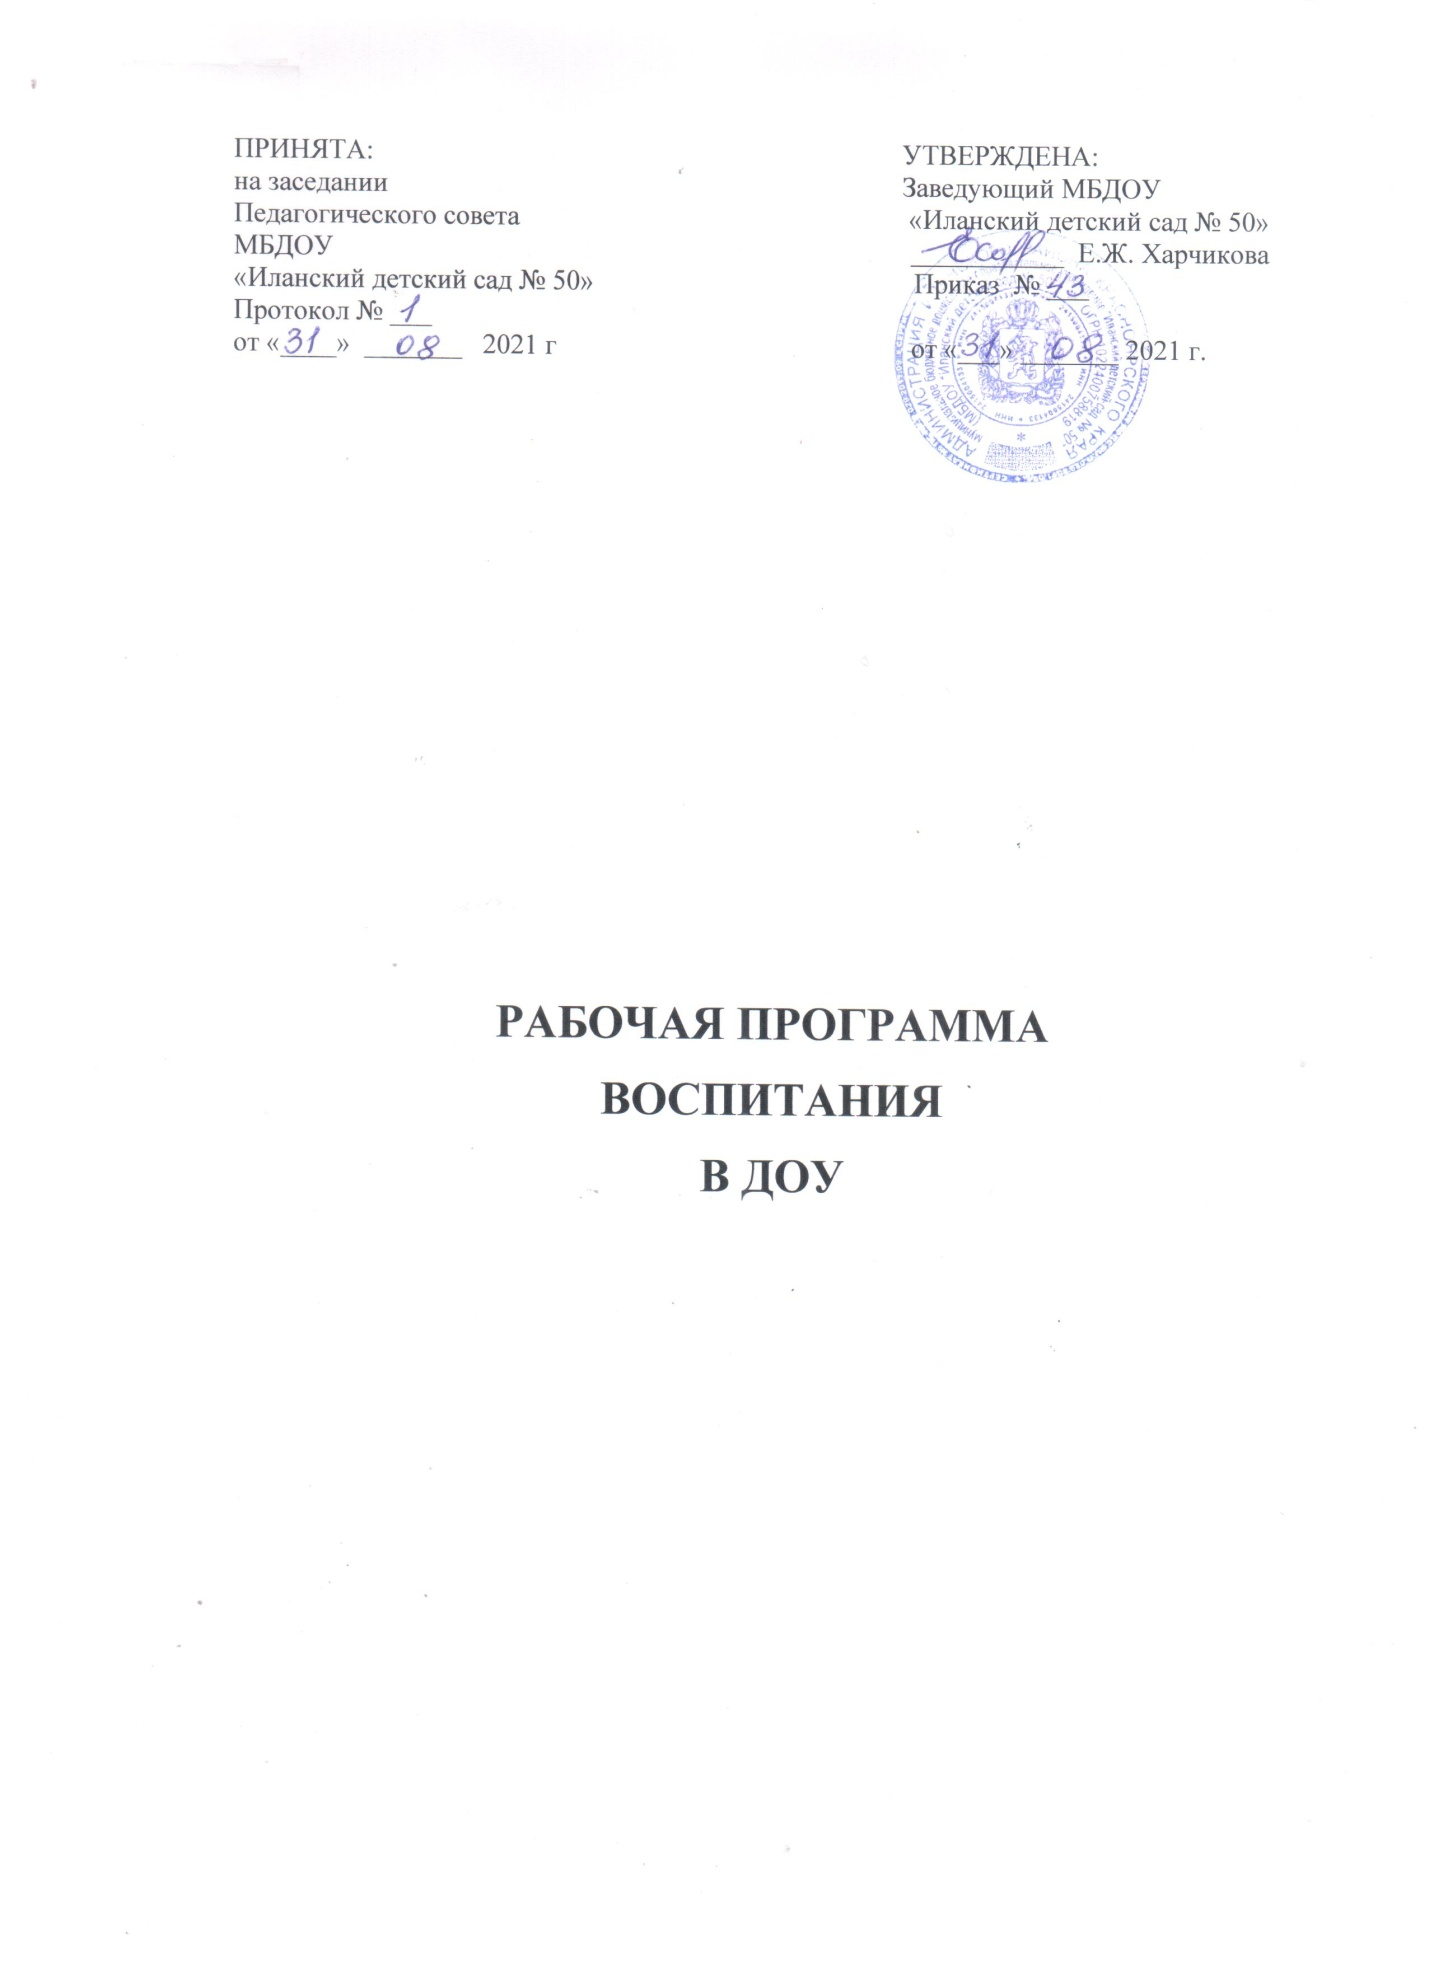 ПРИНЯТА:
на заседании
Педагогического совета
МБДОУ
«Иланский детский сад № 50»
Протокол № 1
от «31» 08 2021 г
УТВЕРЖДЕНА:
Заведующий МБДОУ
«Иланский детский сад № 50»
Е.Ж. Харчикова
Приказ № 43
от «31» 08 2021 г.
АДМИНИСТРАЦИЯ
КРАЯ
РАБОЧАЯ ПРОГРАММА
ВОСПИТАНИЯ
В ДОУ